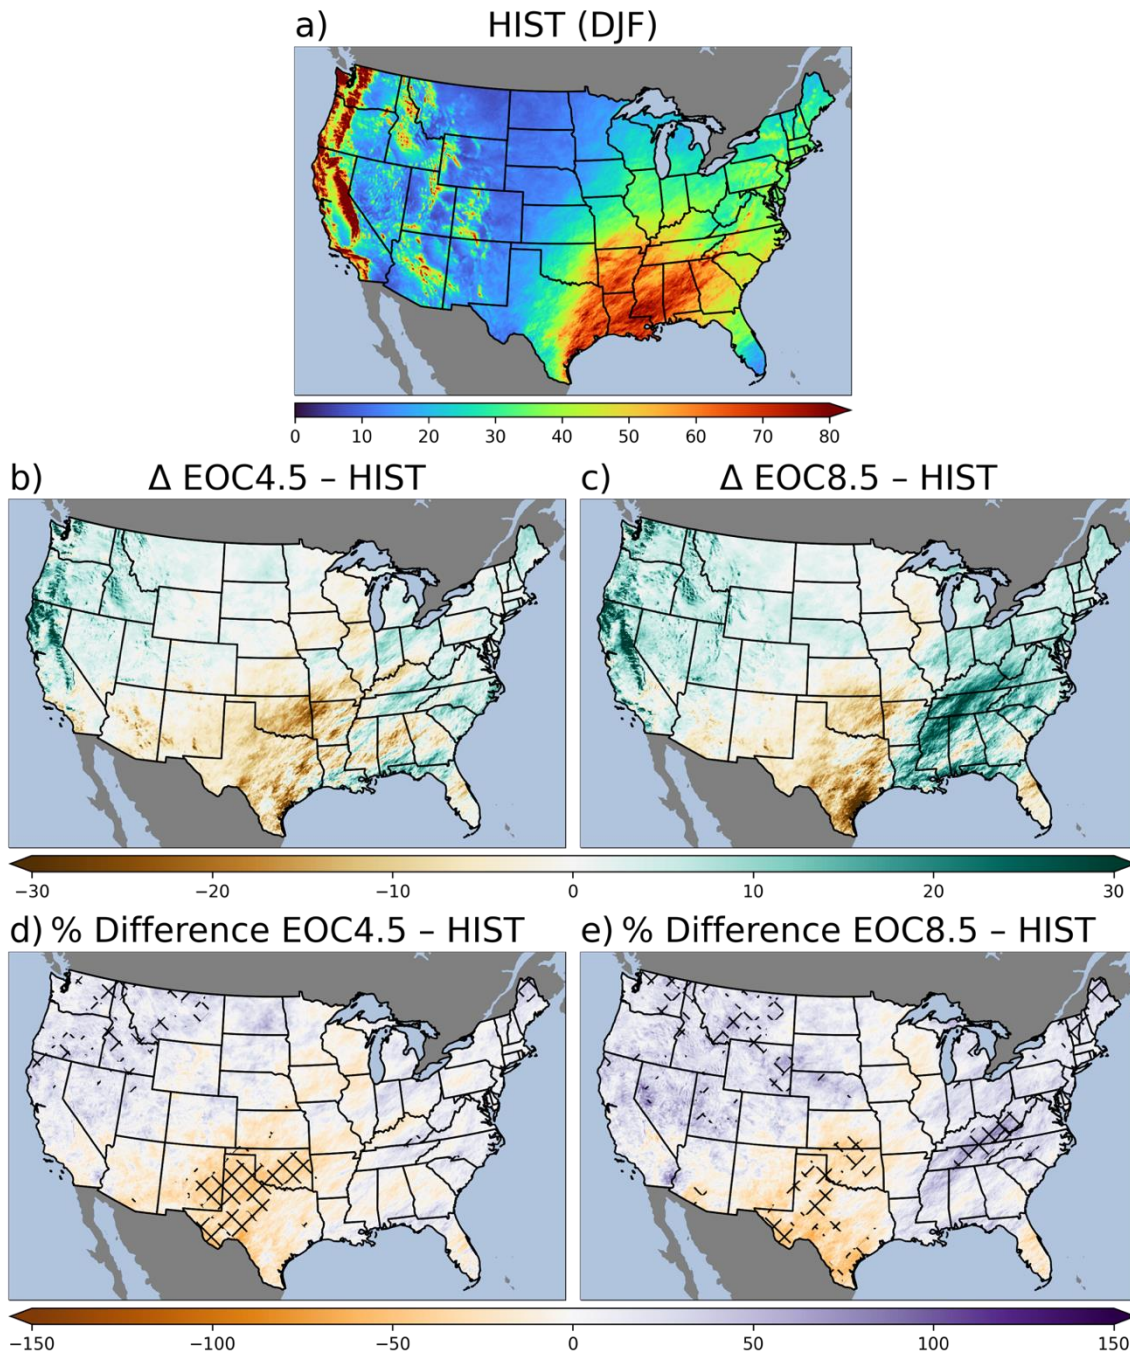 a) HIST (DJF)
0 10 20 30 40 50 60 70 80
b) Δ EOC4.5 – HIST
c) Δ EOC8.5 – HIST
−30 −20 −10 0 10 20 30
d) % Difference EOC4.5 – HIST
e) % Difference EOC8.5 – HIST
−150 −100 −50 0 50 100 150